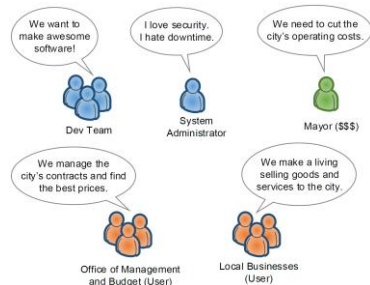 We want to
make awesome
software!
I love security.
I hate downtime.
We need to cut the
city's operating costs.
Dev Team
System
Administrator
Mayor ($$$)
We manage the
city's contracts and find
the best prices.
We make a living
selling goods and
services to the city.
Office of Management
and Budget (User)
Local Businesses
(User)